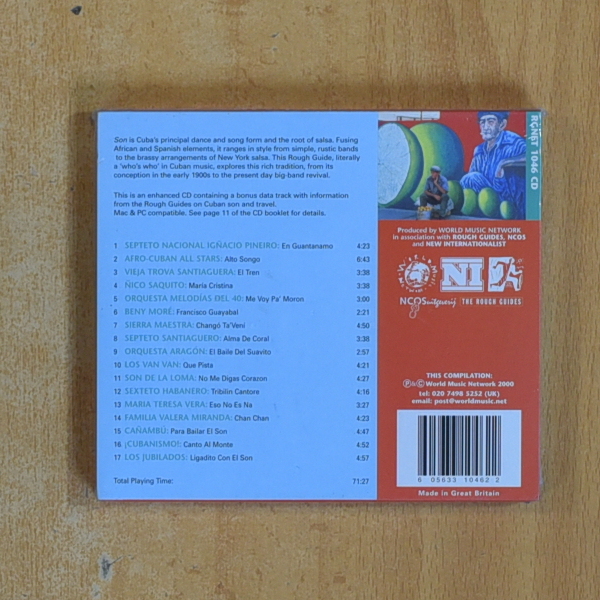 Son is Cuba's principal dance and song form and the root of salsa. Fusing
African and Spanish elements, it ranges in style from simple, rustic bands
to the brassy arrangements of New York salsa. This Rough Guide, literally
a 'who's who' in Cuban music, explores this rich tradition, from its
conception in the early 1900s to the present day big-band revival.
This is an enhanced CD containing a bonus data track with information
from the Rough Guides on Cuban son and travel.
Mac & PC compatible. See page 11 of the CD booklet for details.
1 SEPTETO NACIONAL IGÑACIO PINEIRO: En Guantanamo 4:23
2 AFRO-CUBAN ALL STARS: Alto Songo 6:43
3 VIEJA TROVA SANTIAGUERA: El Tren 3:38
4 ÑICO SAQUITO: María Cristina 3:38
5 ORQUESTA MELODÍAS DEL 40: Me Voy Pa' Moron 3:00
6 BENY MORÉ: Francisco Guayabal 2:21
7 SIERRA MAESTRA: Changó Ta'Veni 4:50
8 SEPTETO SANTIAGUERO: Alma De Coral 3:38
9 ORQUESTA ARAGÓN: El Baile Del Suavito 2:57
10 LOS VAN VAN: Que Pista 4:21
11 SON DE LA LOMA: No Me Digas Corazon 4:27
12 SEXTETO HABANERO: Tribilin Cantore 4:16
13 MARIA TERESA VERA: Eso No Es Na 3:27
14 FAMILIA VALERA MIRANDA: Chan Chan 4:23
15 CAÑAMBÚ: Para Bailar El Son 4:47
16 ¡CUBANISMO!: Canto Al Monte 4:52
17 LOS JUBILADOS: Ligadito Con El Son 4:57
Total Playing Time: 71:27
RGNET 1046 CD
Produced by WORLD MUSIC NETWORK
in association with ROUGH GUIDES, NCOS
and NEW INTERNATIONALIST
NI
NCOS uitgeverij THE ROUGH GUIDES
THIS COMPILATION:
℗ & © World Music Network 2000
tel: 020 7498 5252 (UK)
email: post@worldmusic.net
6 05633 10462 2
Made in Great Britain